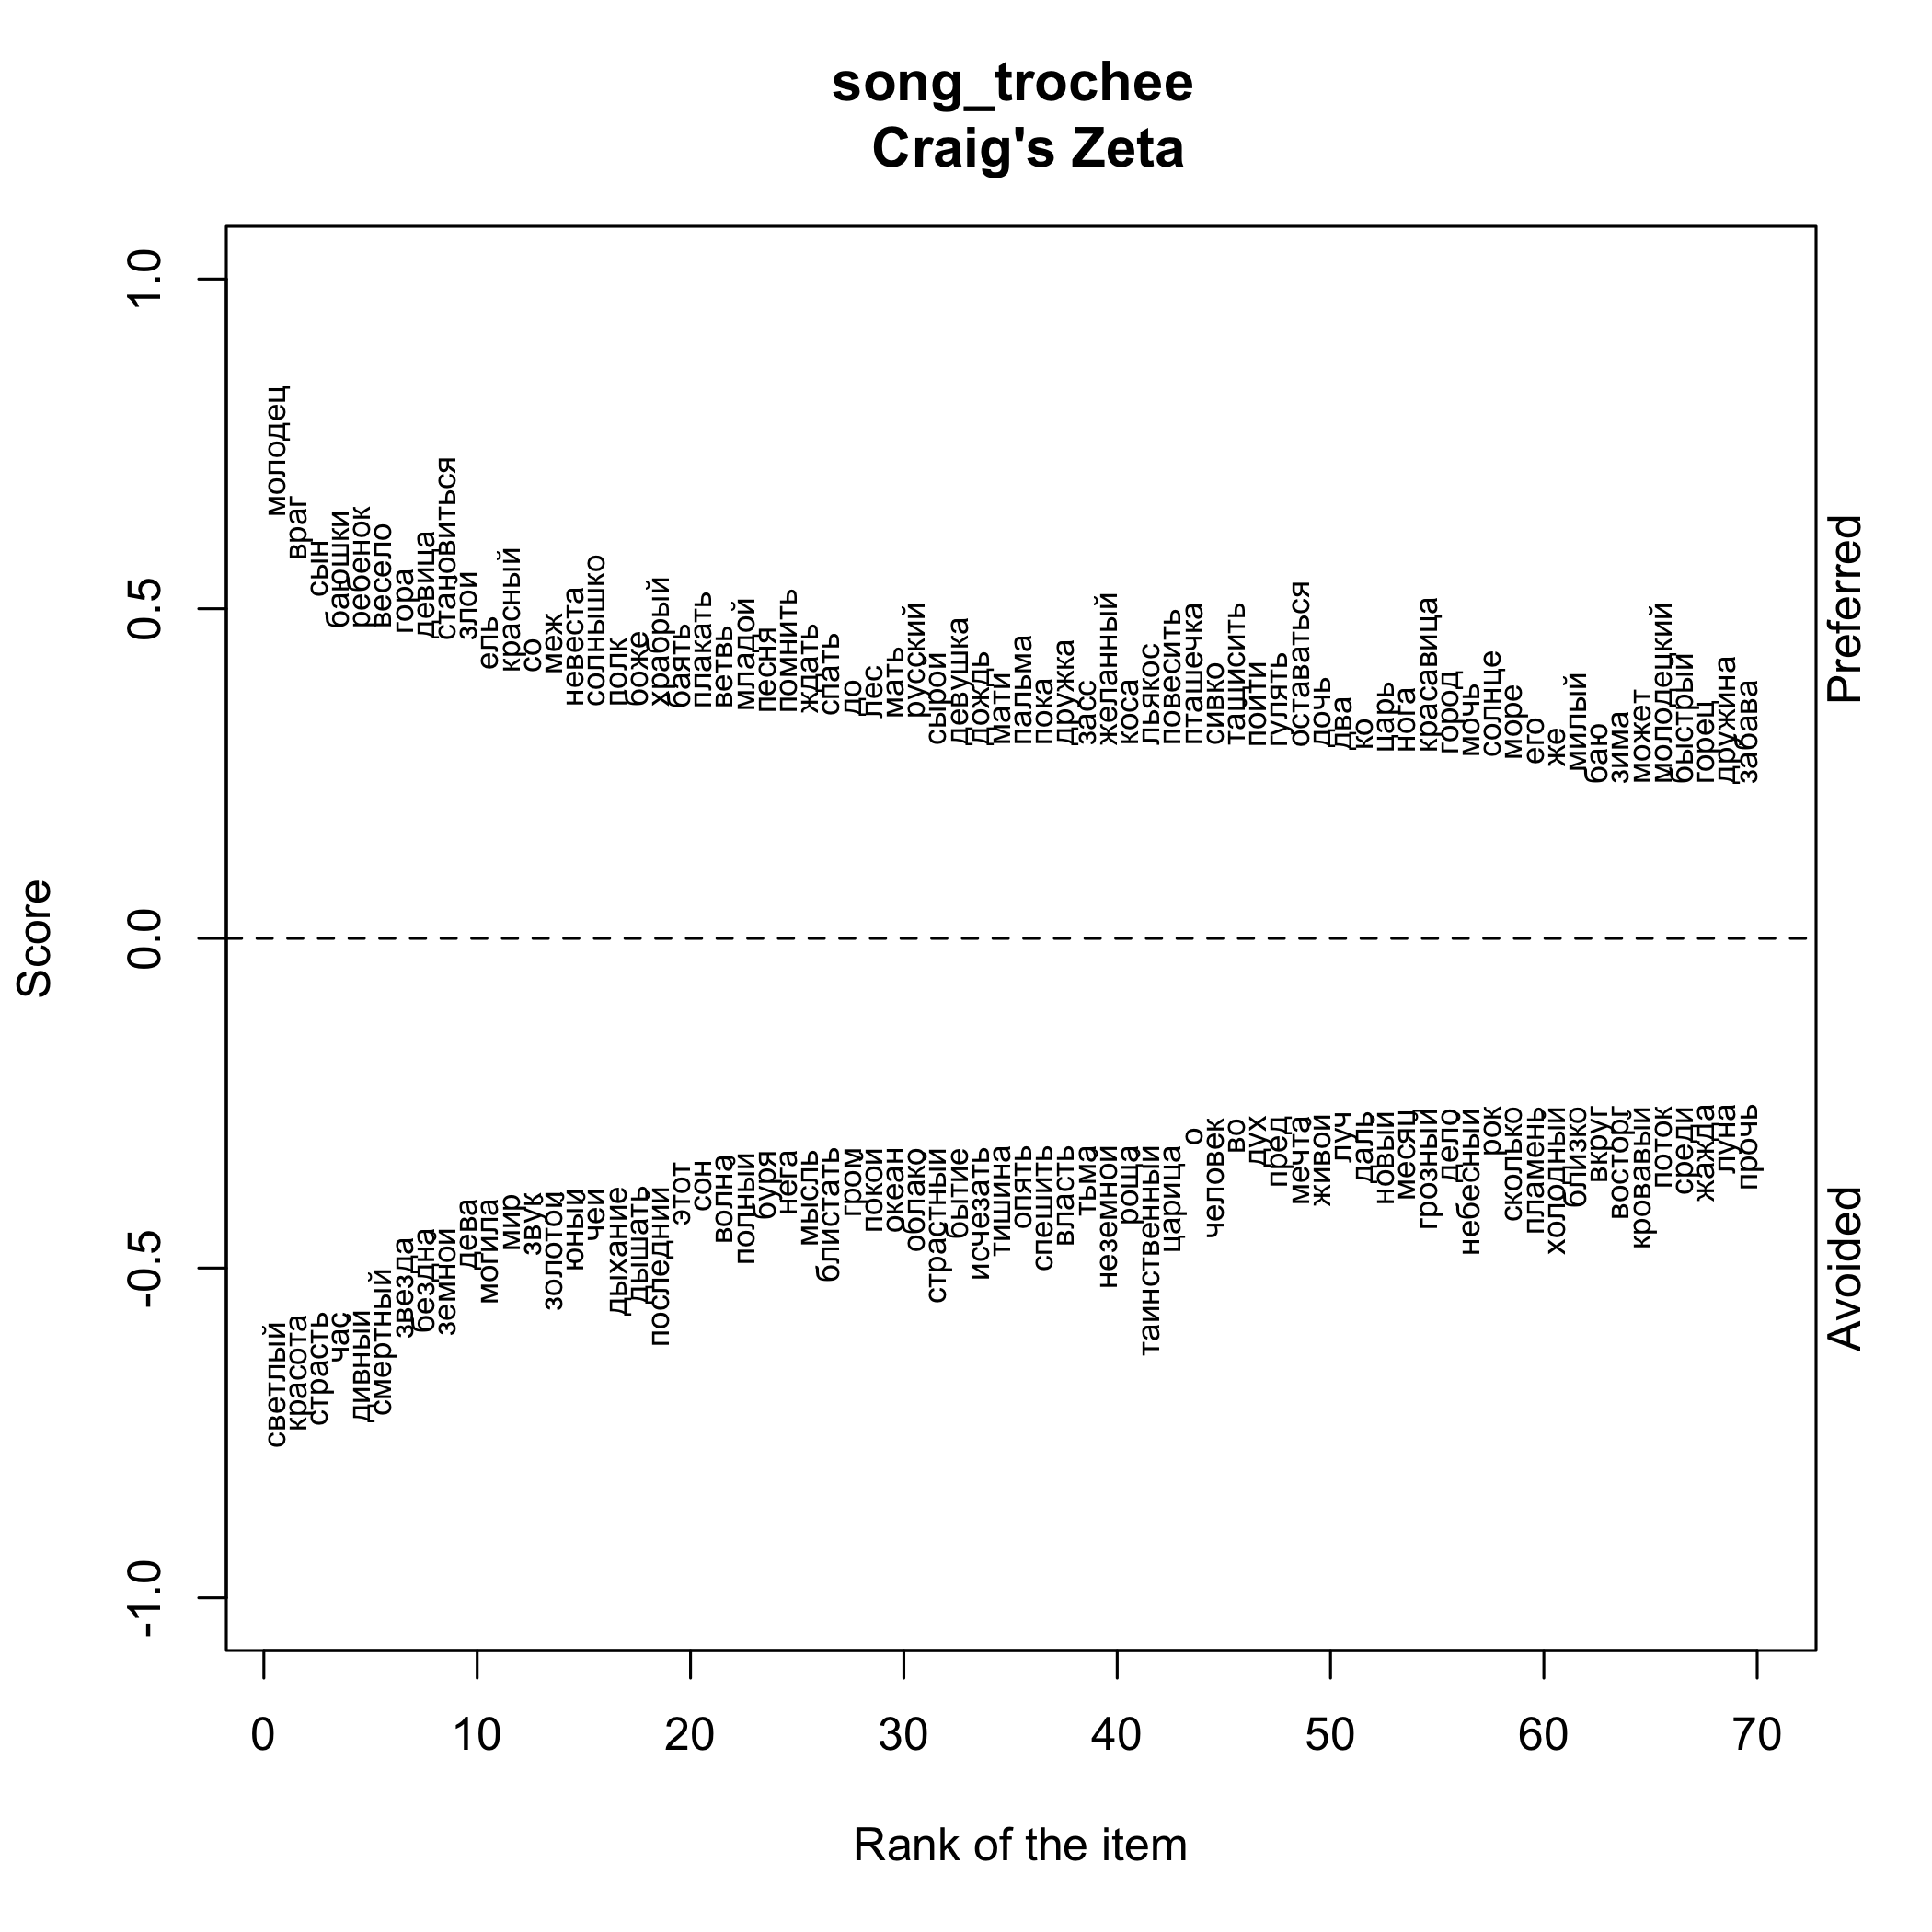 song_trochee
Craig's Zeta
Score
1.0
0.5
0.0
-0.5
-1.0
Preferred
Avoided
молодец
враг
сын
баюшки
ребенок
весело
гора
девица
становиться
злой
ель
красный
со
меж
невеста
солнышко
полк
боже
храбрый
баять
плакать
ветвь
младой
песня
помнить
ждать
спать
до
лес
мать
русский
сырой
девушка
дождь
мати
пальма
пока
дружка
засс
желанный
коса
льякос
повесить
пташечка
сивко
тащисить
пойти
гулять
оставаться
дочь
два
ко
царь
нога
красавица
город
мочь
солнце
море
его
же
милый
баю
зима
может
молодецкий
быстрый
горец
дружина
забава
светлый
красота
страсть
час
дивный
смертный
звезда
бездна
земной
дева
могила
мир
звук
золотой
юный
чей
дыхание
дышать
последний
этот
сон
волна
полный
буря
нега
мысль
блистать
гром
покой
океан
облако
страстный
бытие
исчезать
тишина
опять
спешить
власть
тьма
неземной
роща
таинственный
царица
о
человек
во
дух
пред
мечта
живой
луч
даль
новый
месяц
грозный
дело
небесный
рок
сколько
пламень
холодный
близко
вкруг
восторг
кровавый
поток
среди
жажда
луна
прочь
0 10 20 30 40 50 60 70
Rank of the item